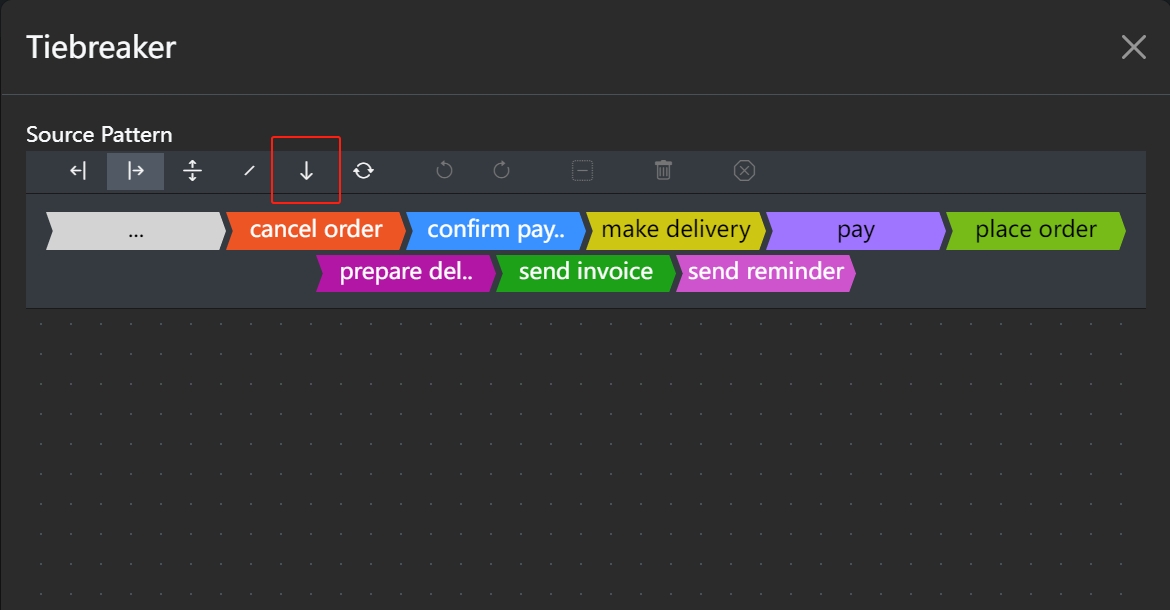 Tiebreaker
Source Pattern
... cancel order confirm pay.. make delivery pay place order
prepare del.. send invoice send reminder